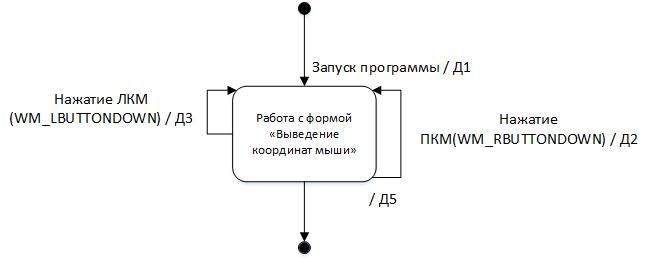 Запуск программы / Д1
Нажатие ЛКМ
(WM_LBUTTONDOWN) / Д3
Работа с формой
«Выведение
координат мыши»
Нажатие
ПКМ(WM_RBUTTONDOWN) / Д2
/ Д5